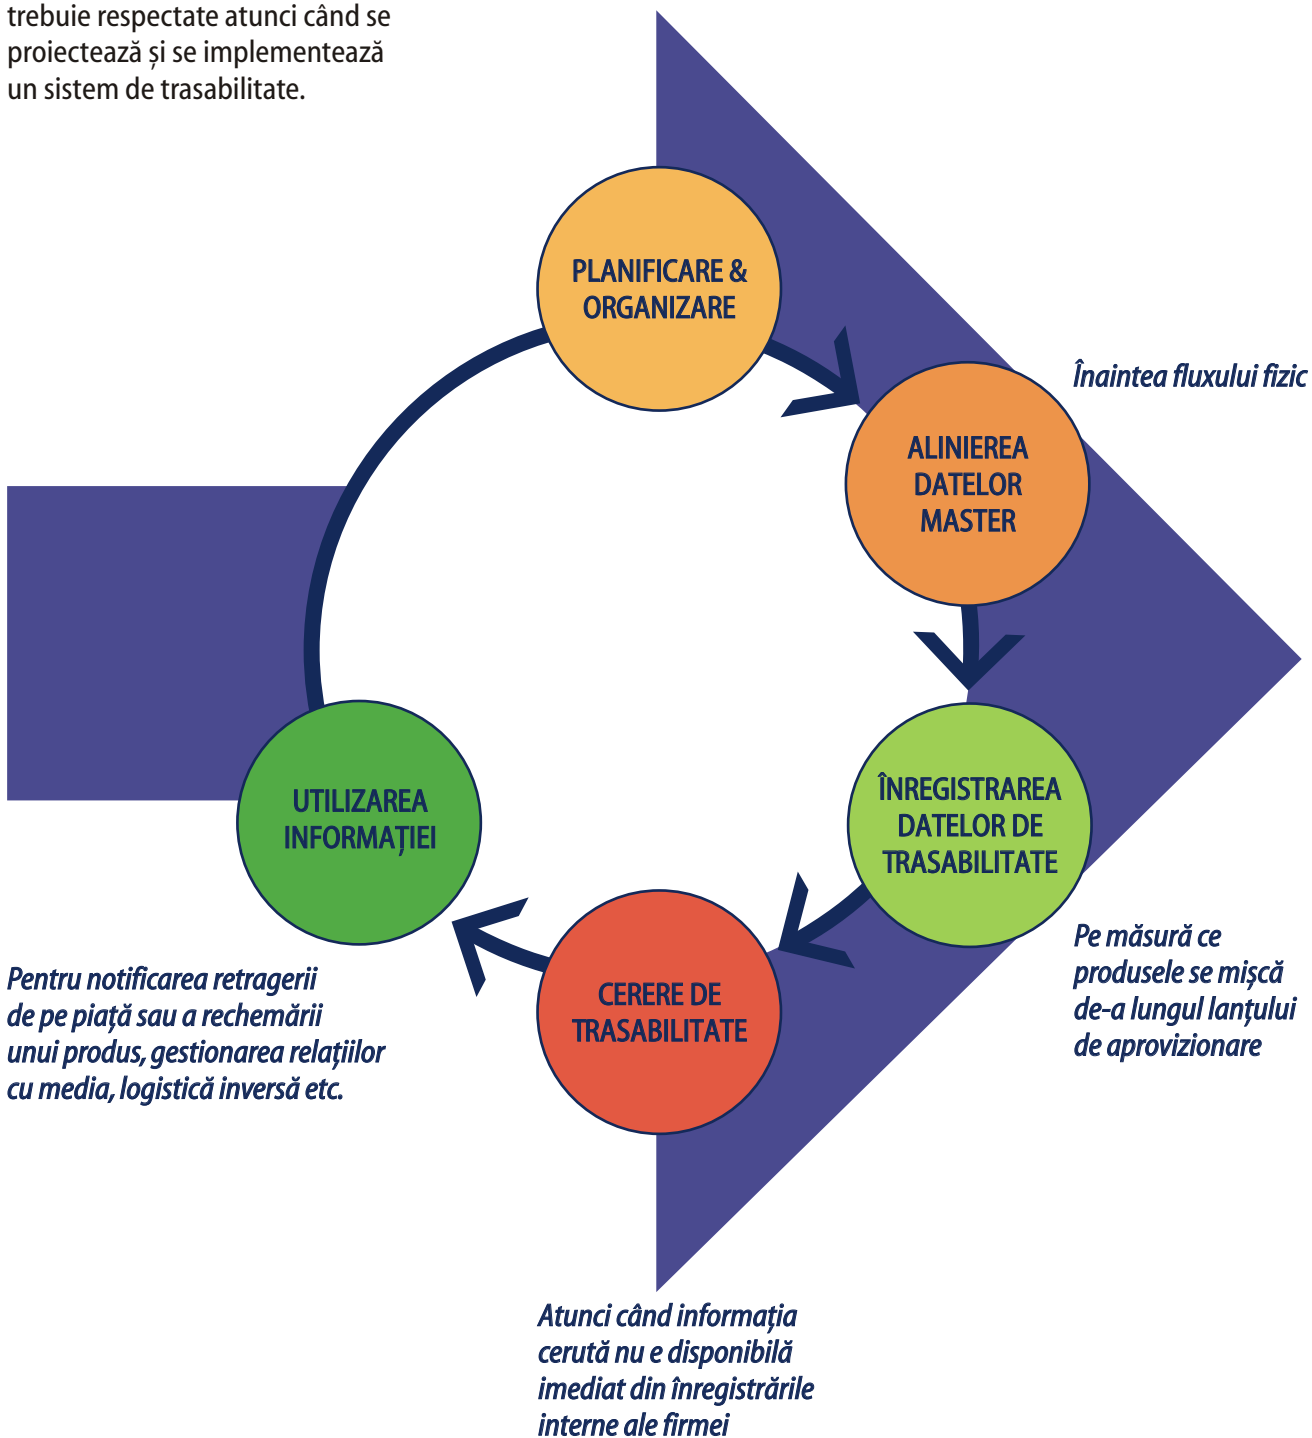 trebuie respectate atunci când se
proiectează și se implementează
un sistem de trasabilitate.
PLANIFICARE &
ORGANIZARE
Înaintea fluxului fizic
ALINIEREA
DATELOR
MASTER
ÎNREGISTRAREA
DATELOR DE
TRASABILITATE
Pe măsură ce
produsele se mișcă
de-a lungul lanțului
de aprovizionare
CERERE DE
TRASABILITATE
Atunci când informația
cerută nu e disponibilă
imediat din înregistrările
interne ale firmei
UTILIZAREA
INFORMAȚIEI
Pentru notificarea retragerii
de pe piață sau a rechemării
unui produs, gestionarea relațiilor
cu media, logistică inversă etc.